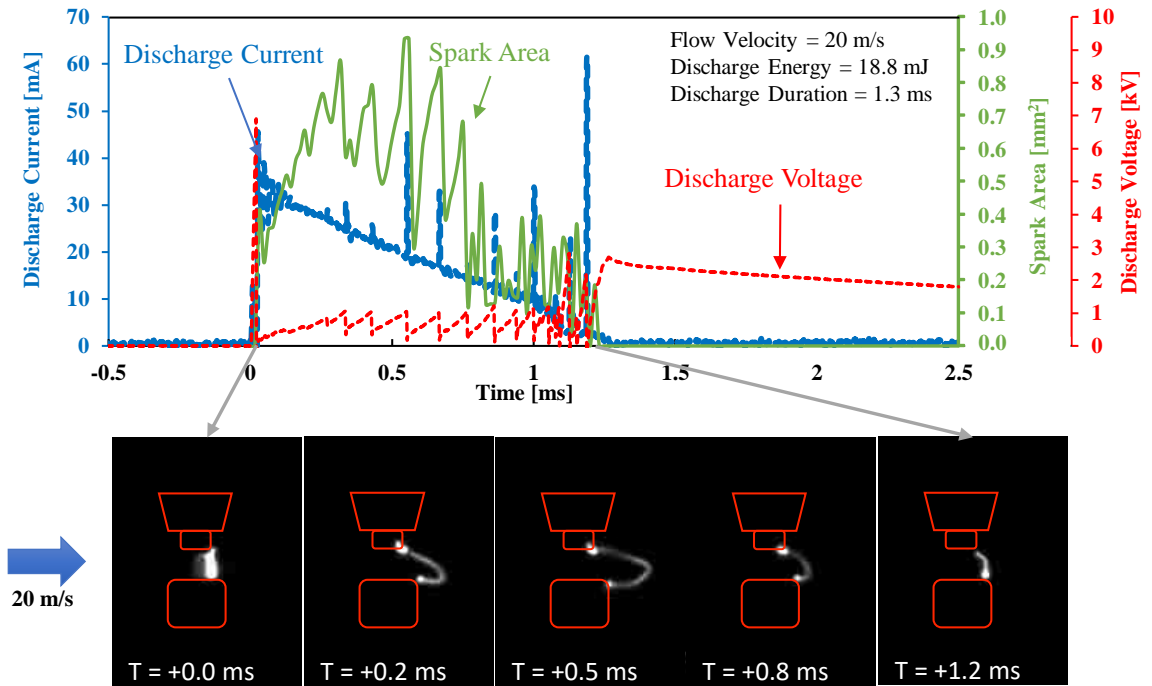 70
60
50
40
30
20
10
0
Discharge Current [mA]
Discharge Current
Spark Area
Flow Velocity = 20 m/s
Discharge Energy = 18.8 mJ
Discharge Duration = 1.3 ms
Discharge Voltage
1.0
0.9
0.8
0.7
0.6
0.5
0.4
0.3
0.2
0.1
0.0
Spark Area [mm²]
10
9
8
7
6
5
4
3
2
1
0
Discharge Voltage [kV]
-0.5 0 0.5 1 1.5 2 2.5
Time [ms]
20 m/s
T = +0.0 ms
T = +0.2 ms
T = +0.5 ms
T = +0.8 ms
T = +1.2 ms